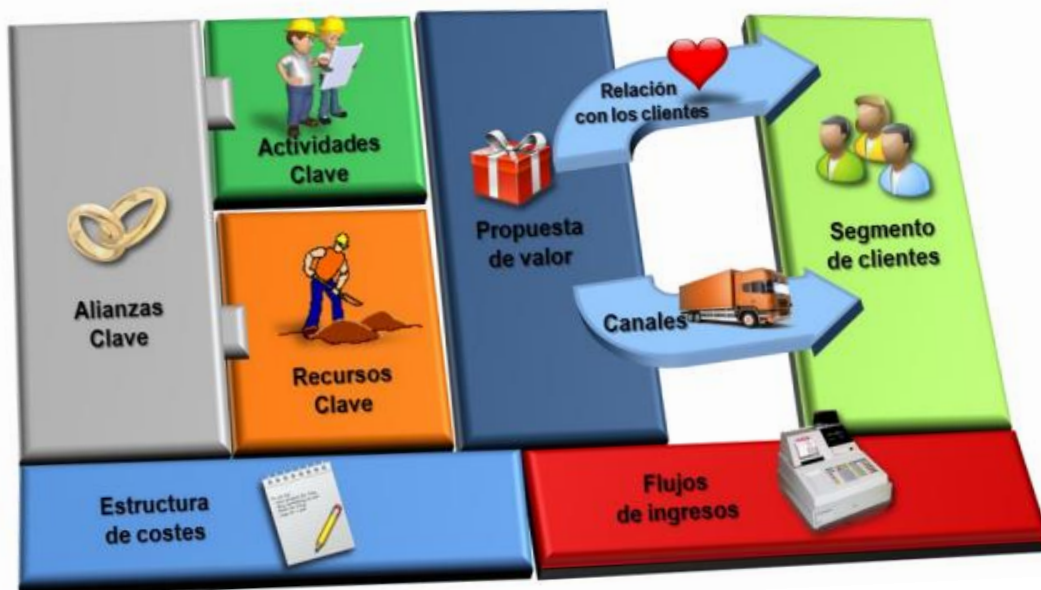 Alianzas
Clave
Actividades
Clave
Recursos
Clave
Propuesta
de valor
Relación
con los clientes
Canales
Segmento
de clientes
Estructura
de costes
Flujos
de ingresos